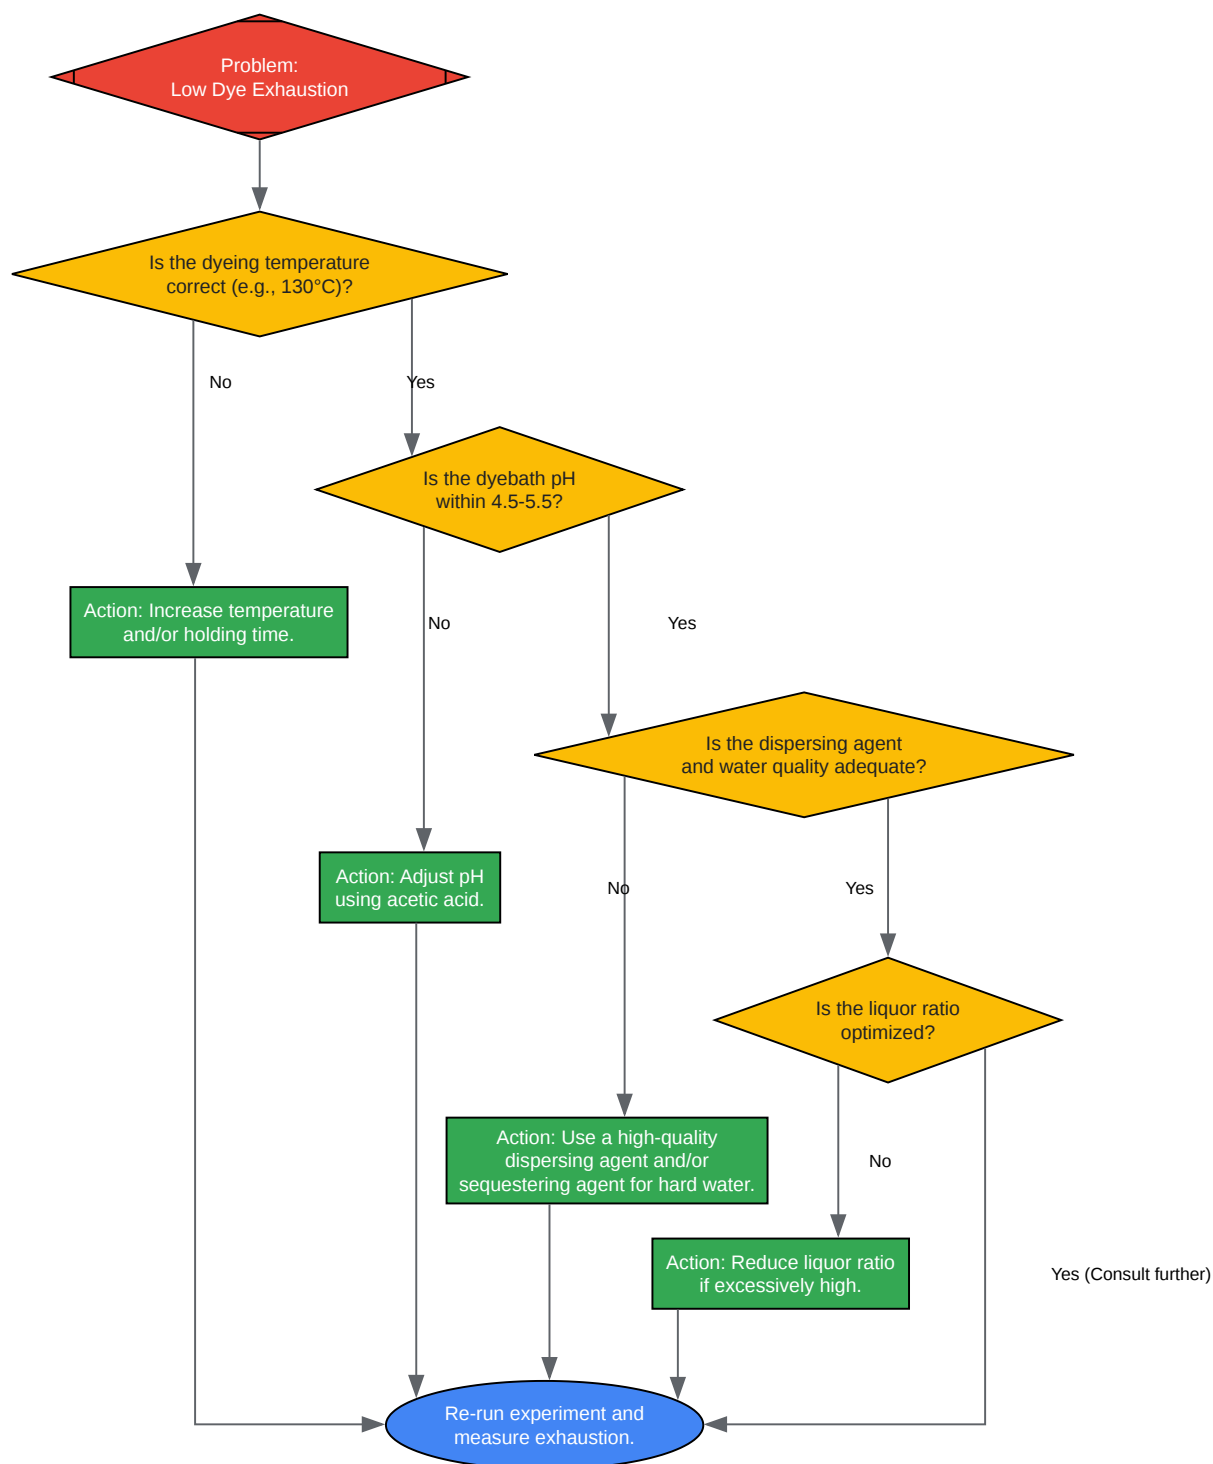 Problem:
Low Dye Exhaustion
Is the dyeing temperature
correct (e.g., 130°C)?
No
Yes
Is the dyebath pH
within 4.5-5.5?
Action: Increase temperature
and/or holding time.
No
Yes
Is the dispersing agent
and water quality adequate?
Action: Adjust pH
using acetic acid.
No
Yes
Is the liquor ratio
optimized?
Action: Use a high-quality
dispersing agent and/or
sequestering agent for hard water.
No
Action: Reduce liquor ratio
if excessively high.
Yes (Consult further)
Re-run experiment and
measure exhaustion.